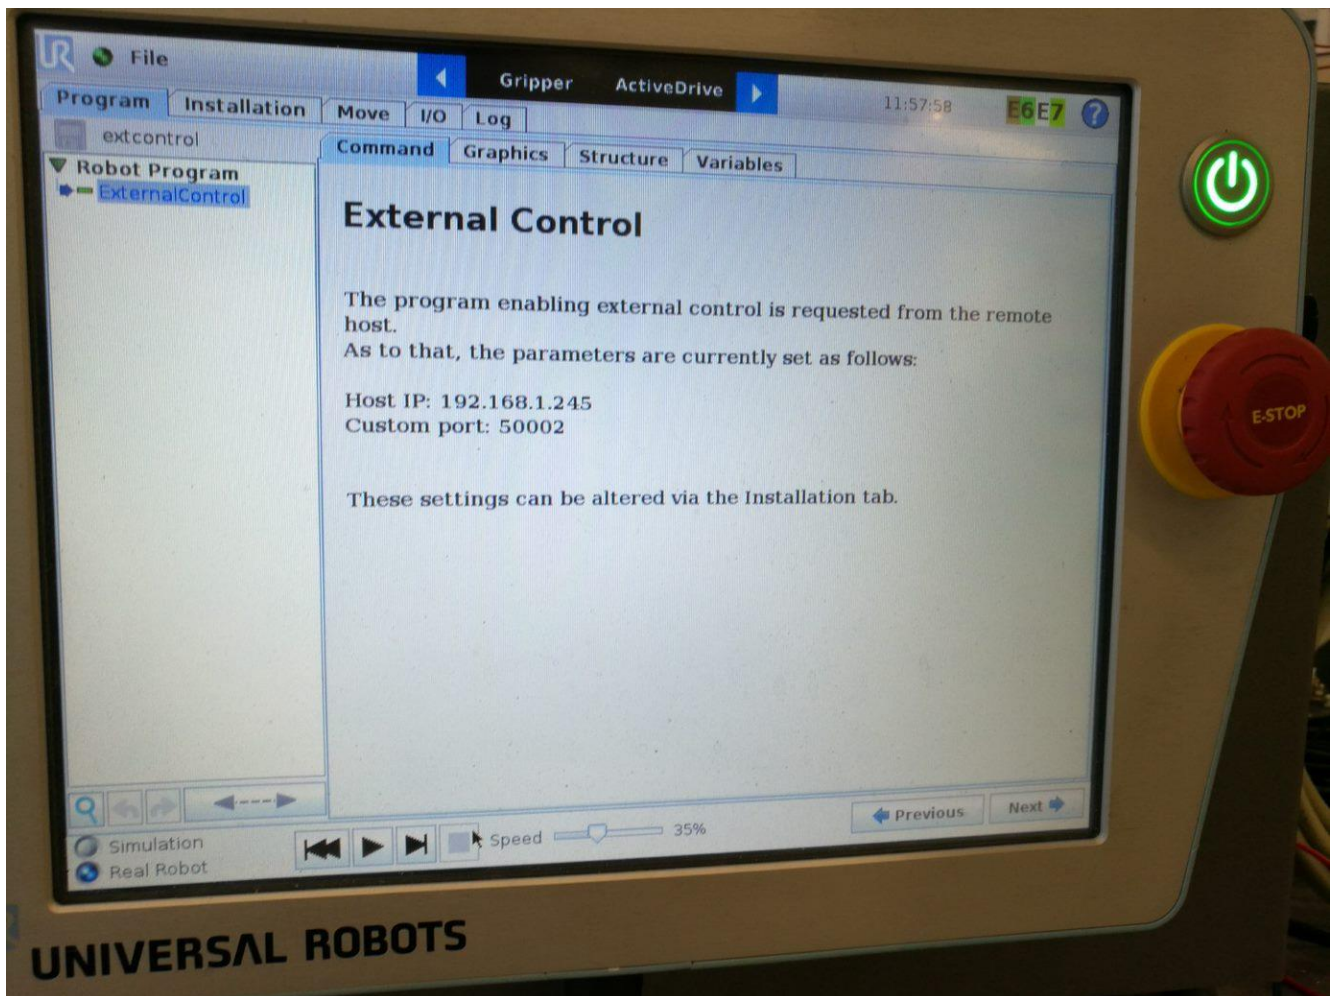 UR File
Gripper ActiveDrive
11:57:58 E6E7 ?
Program Installation Move I/O Log
extcontrol
Command Graphics Structure Variables
Robot Program
ExternalControl
External Control
The program enabling external control is requested from the remote
host.
As to that, the parameters are currently set as follows:
Host IP: 192.168.1.245
Custom port: 50002
These settings can be altered via the Installation tab.
E-STOP
Previous Next
Simulation
Real Robot
Speed 35%
UNIVERSAL ROBOTS